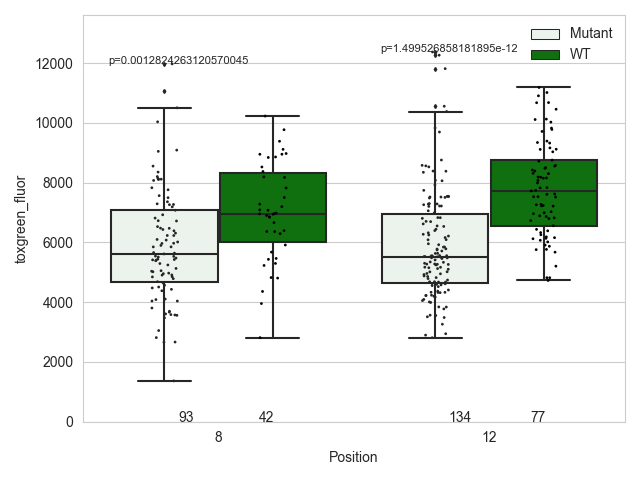 p=0.0012824263120570045
p=1.499526858181895e-12
Mutant
WT
12000
10000
8000
6000
4000
2000
0
toxgreen_fluor
93
42
134
77
8
12
Position